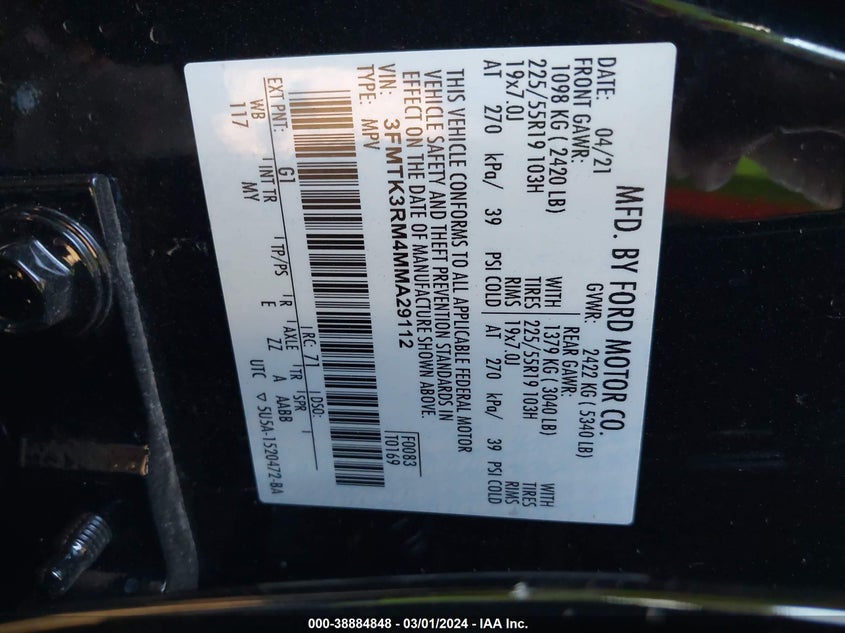 MFD. BY FORD MOTOR CO.
DATE: 04/21 GVWR: 2422 KG ( 5340 LB)
FRONT GAWR: REAR GAWR:
1098 KG ( 2420 LB) WITH 1379 KG ( 3040 LB) WITH
225/55R19 103H TIRES 225/55R19 103H TIRES
19x7.0J RIMS 19x7.0J RIMS
AT 270 kPa/ 39 PSI COLD AT 270 kPa/ 39 PSI COLD
THIS VEHICLE CONFORMS TO ALL APPLICABLE FEDERAL MOTOR
VEHICLE SAFETY AND THEFT PREVENTION STANDARDS IN
EFFECT ON THE DATE OF MANUFACTURE SHOWN ABOVE.
VIN: 3FMTK3RM4MMA29112 F0083
TYPE: MPV T0169
EXT PNT: G1 RC: 71 DSO:
WB INT TR TP/PS R AXLE TR SPR
117 MY E ZZ A AABB
UTC 5U5A-1520472-BA
000-38884848 - 03/01/2024 - IAA Inc.